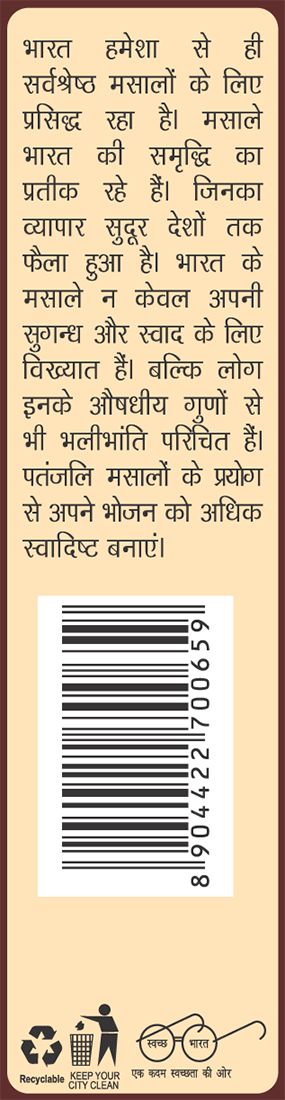 भारत हमेशा से ही
सर्वश्रेष्ठ मसालों के लिए
प्रसिद्ध रहा है। मसाले
भारत की समृद्धि का
प्रतीक रहे हैं। जिनका
व्यापार सुदूर देशों तक
फैला हुआ है। भारत के
मसाले न केवल अपनी
सुगन्ध और स्वाद के लिए
विख्यात हैं। बल्कि लोग
इनके औषधीय गुणों से
भी भलीभांति परिचित हैं।
पतंजलि मसालों के प्रयोग
से अपने भोजन को अधिक
स्वादिष्ट बनाएं।
8904422700659
स्वच्छ भारत
Recyclable
KEEP YOUR
CITY CLEAN
एक कदम स्वच्छता की ओर